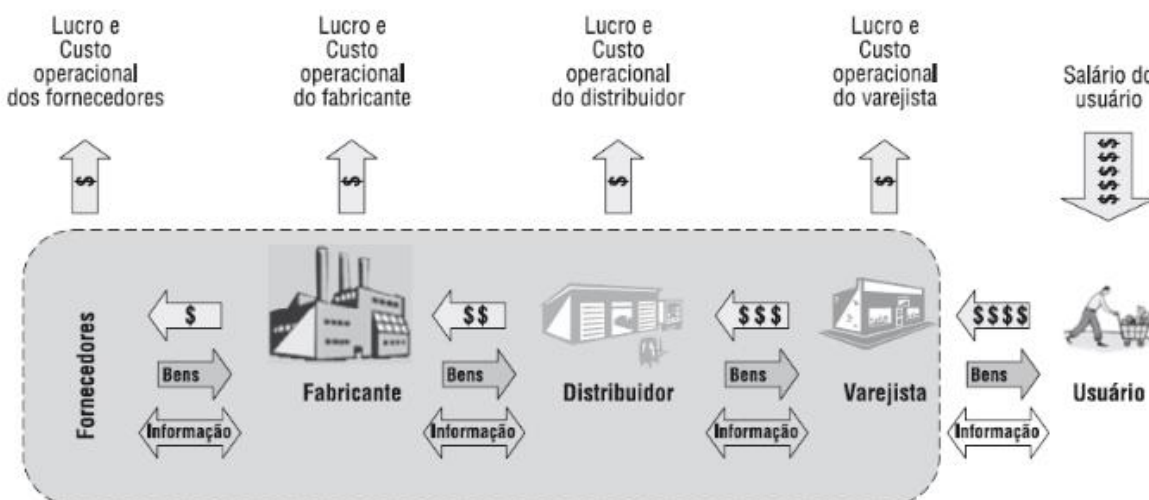 Lucro e
Custo
operacional
dos fornecedores
Lucro e
Custo
operacional
do fabricante
Lucro e
Custo
operacional
do distribuidor
Lucro e
Custo
operacional
do varejista
Salário do
usuário
$
$
$
$
$$$$$
$
$$
$$$
$$$$
Fornecedores
Bens
Bens
Bens
Bens
Fabricante
Distribuidor
Varejista
Usuário
Informação
Informação
Informação
Informação